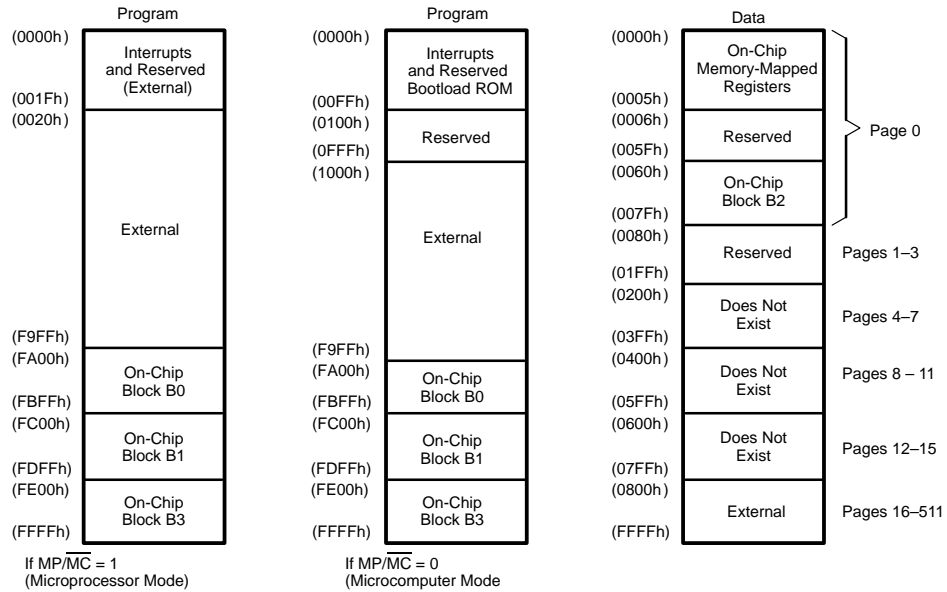 Program
(0000h)
Interrupts
and Reserved
(External)
(001Fh)
(0020h)
External
(F9FFh)
(FA00h)
On-Chip
Block B0
(FBFFh)
(FC00h)
On-Chip
Block B1
(FDFFh)
(FE00h)
On-Chip
Block B3
(FFFFh)
If MP/MC = 1
(Microprocessor Mode)
Program
(0000h)
Interrupts
and Reserved
Bootload ROM
(00FFh)
(0100h)
Reserved
(0FFFh)
(1000h)
External
(F9FFh)
(FA00h)
On-Chip
Block B0
(FBFFh)
(FC00h)
On-Chip
Block B1
(FDFFh)
(FE00h)
On-Chip
Block B3
(FFFFh)
If MP/MC = 0
(Microcomputer Mode
Data
(0000h)
On-Chip
Memory-Mapped
Registers
(0005h)
(0006h)
Reserved
(005Fh)
(0060h)
On-Chip
Block B2
(007Fh)
Page 0
(0080h)
Reserved
Pages 1–3
(01FFh)
(0200h)
Does Not
Exist
Pages 4–7
(03FFh)
(0400h)
Does Not
Exist
Pages 8 – 11
(05FFh)
(0600h)
Does Not
Exist
Pages 12–15
(07FFh)
(0800h)
External
Pages 16–511
(FFFFh)